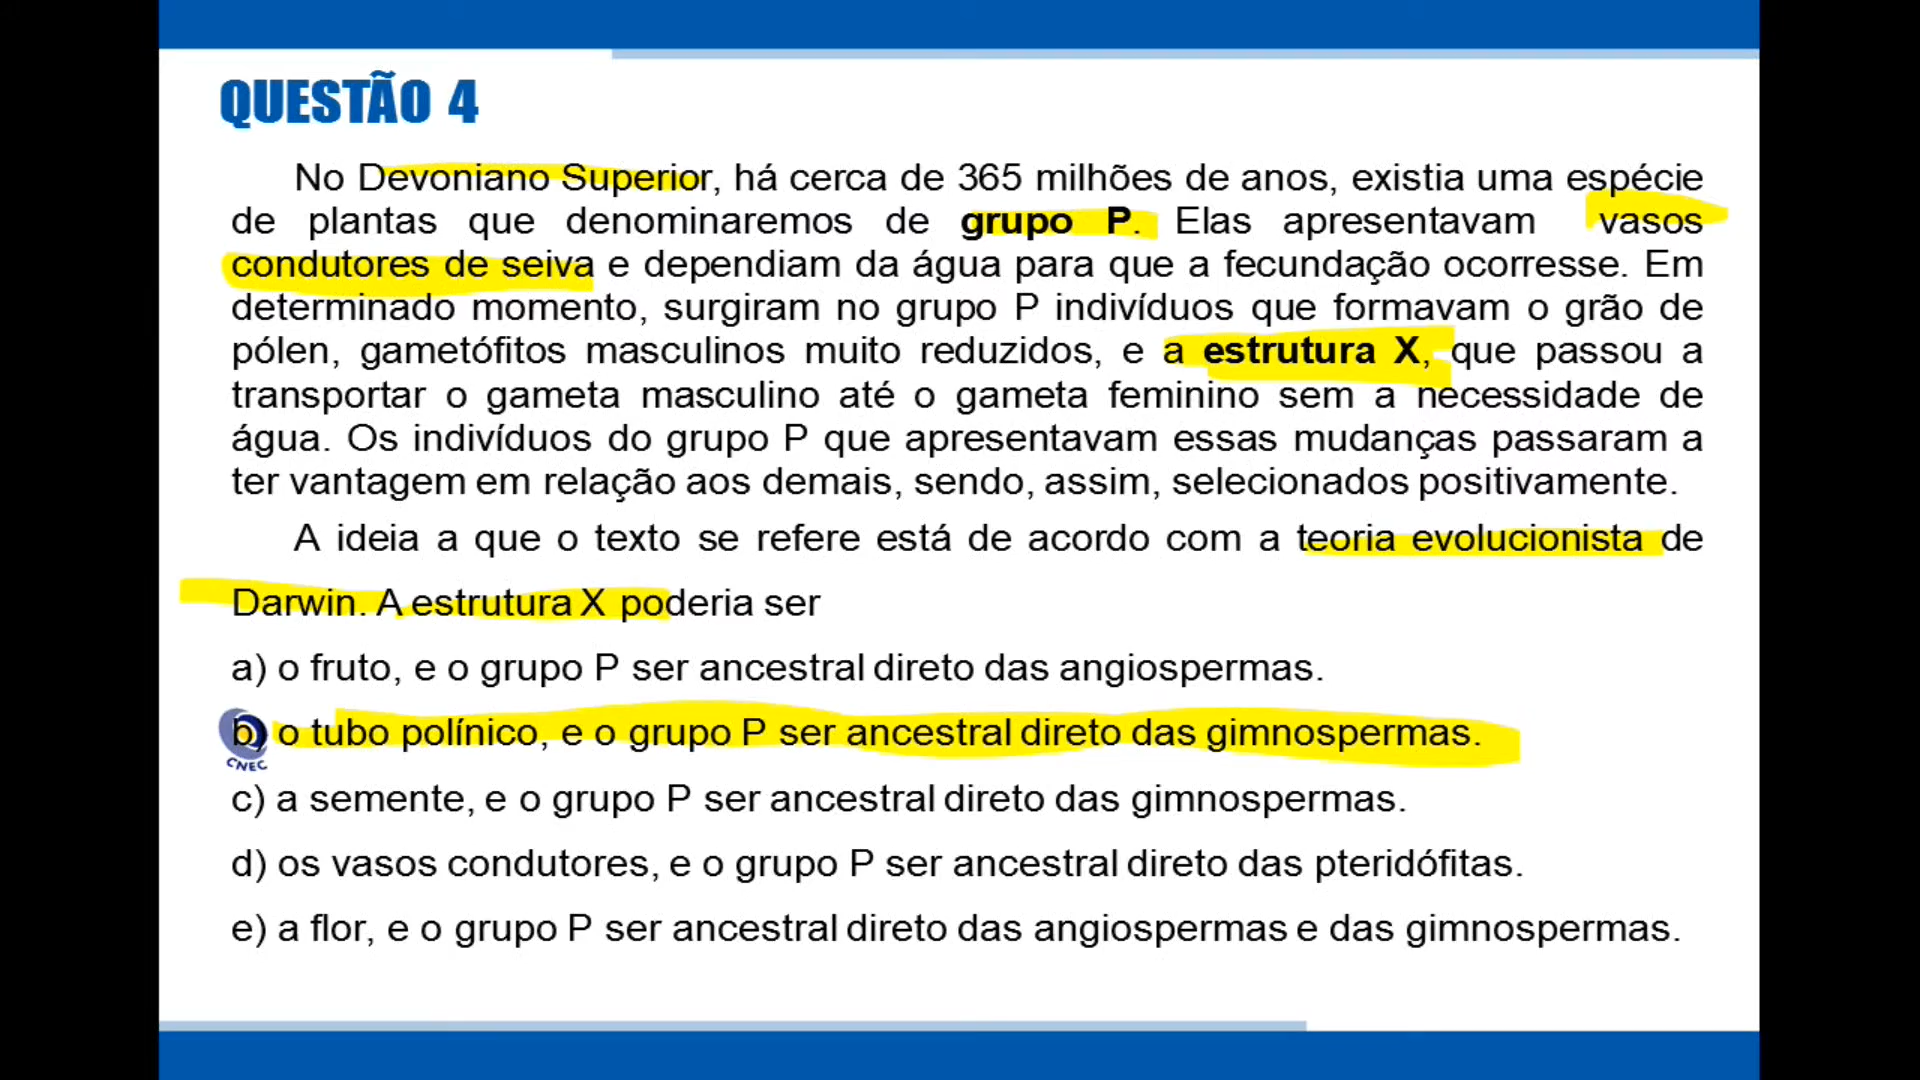 QUESTÃO 4
No Devoniano Superior, há cerca de 365 milhões de anos, existia uma espécie
de plantas que denominaremos de grupo P. Elas apresentavam vasos
condutores de seiva e dependiam da água para que a fecundação ocorresse. Em
determinado momento, surgiram no grupo P indivíduos que formavam o grão de
pólen, gametófitos masculinos muito reduzidos, e a estrutura X, que passou a
transportar o gameta masculino até o gameta feminino sem a necessidade de
água. Os indivíduos do grupo P que apresentavam essas mudanças passaram a
ter vantagem em relação aos demais, sendo, assim, selecionados positivamente.
A ideia a que o texto se refere está de acordo com a teoria evolucionista de
Darwin. A estrutura X poderia ser
a) o fruto, e o grupo P ser ancestral direto das angiospermas.
b) o tubo polínico, e o grupo P ser ancestral direto das gimnospermas.
CNEC
c) a semente, e o grupo P ser ancestral direto das gimnospermas.
d) os vasos condutores, e o grupo P ser ancestral direto das pteridófitas.
e) a flor, e o grupo P ser ancestral direto das angiospermas e das gimnospermas.